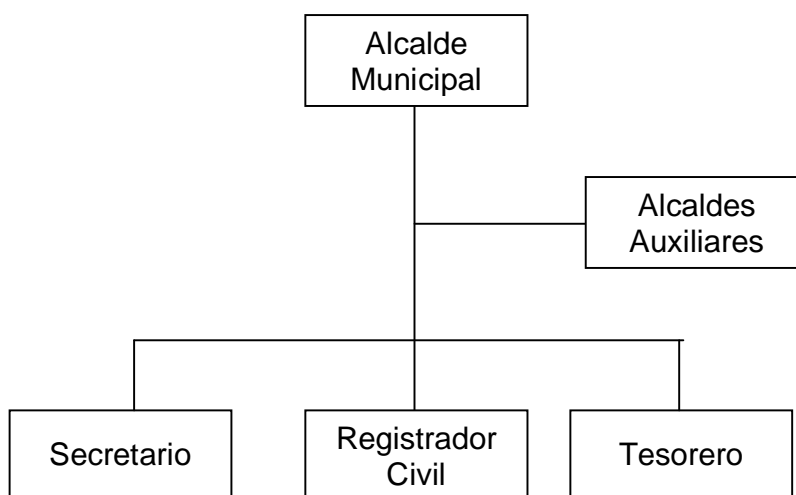 Alcalde
Municipal
Alcaldes
Auxiliares
Secretario
Registrador
Civil
Tesorero